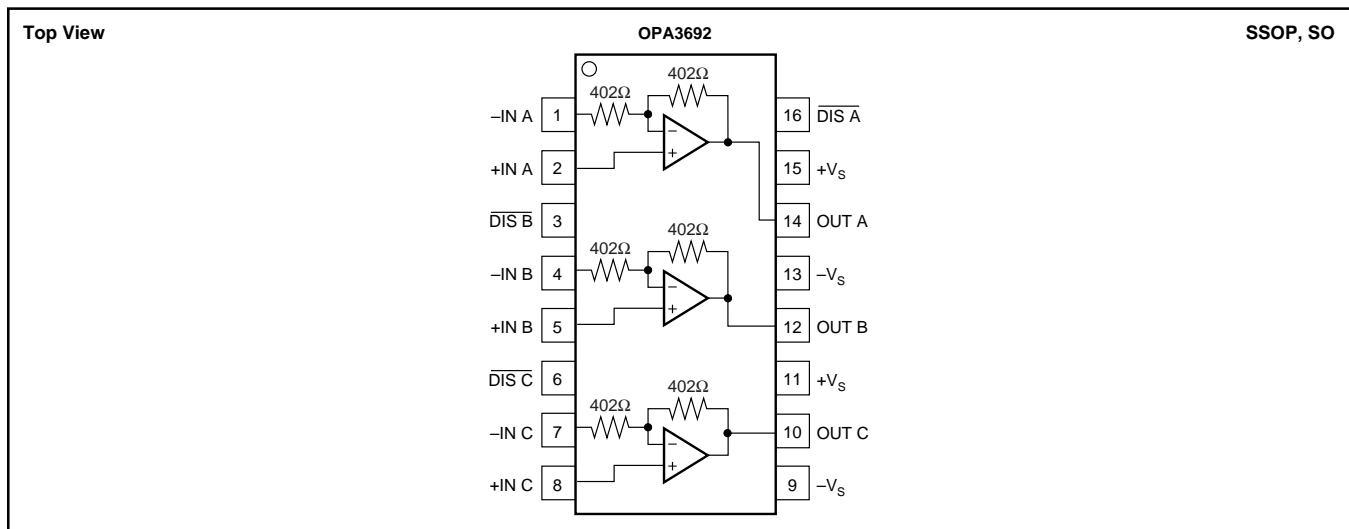 Top View
OPA3692
SSOP, SO
402Ω
402Ω
–IN A 1
+IN A 2
DIS B 3
402Ω
402Ω
–IN B 4
+IN B 5
DIS C 6
402Ω
402Ω
–IN C 7
+IN C 8
16 DIS A
15 +VS
14 OUT A
13 –VS
12 OUT B
11 +VS
10 OUT C
9 –VS
−
+
−
+
−
+